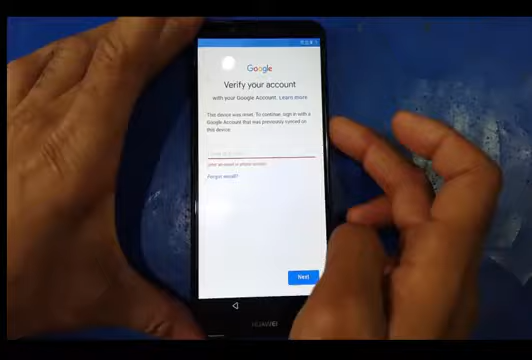 Google
Verify your account
with your Google Account. Learn more
This device was reset. To continue, sign in with a
Google Account that was previously synced on
this device.
Enter an email or phone number
Forgot email?
Next
HUAWEI